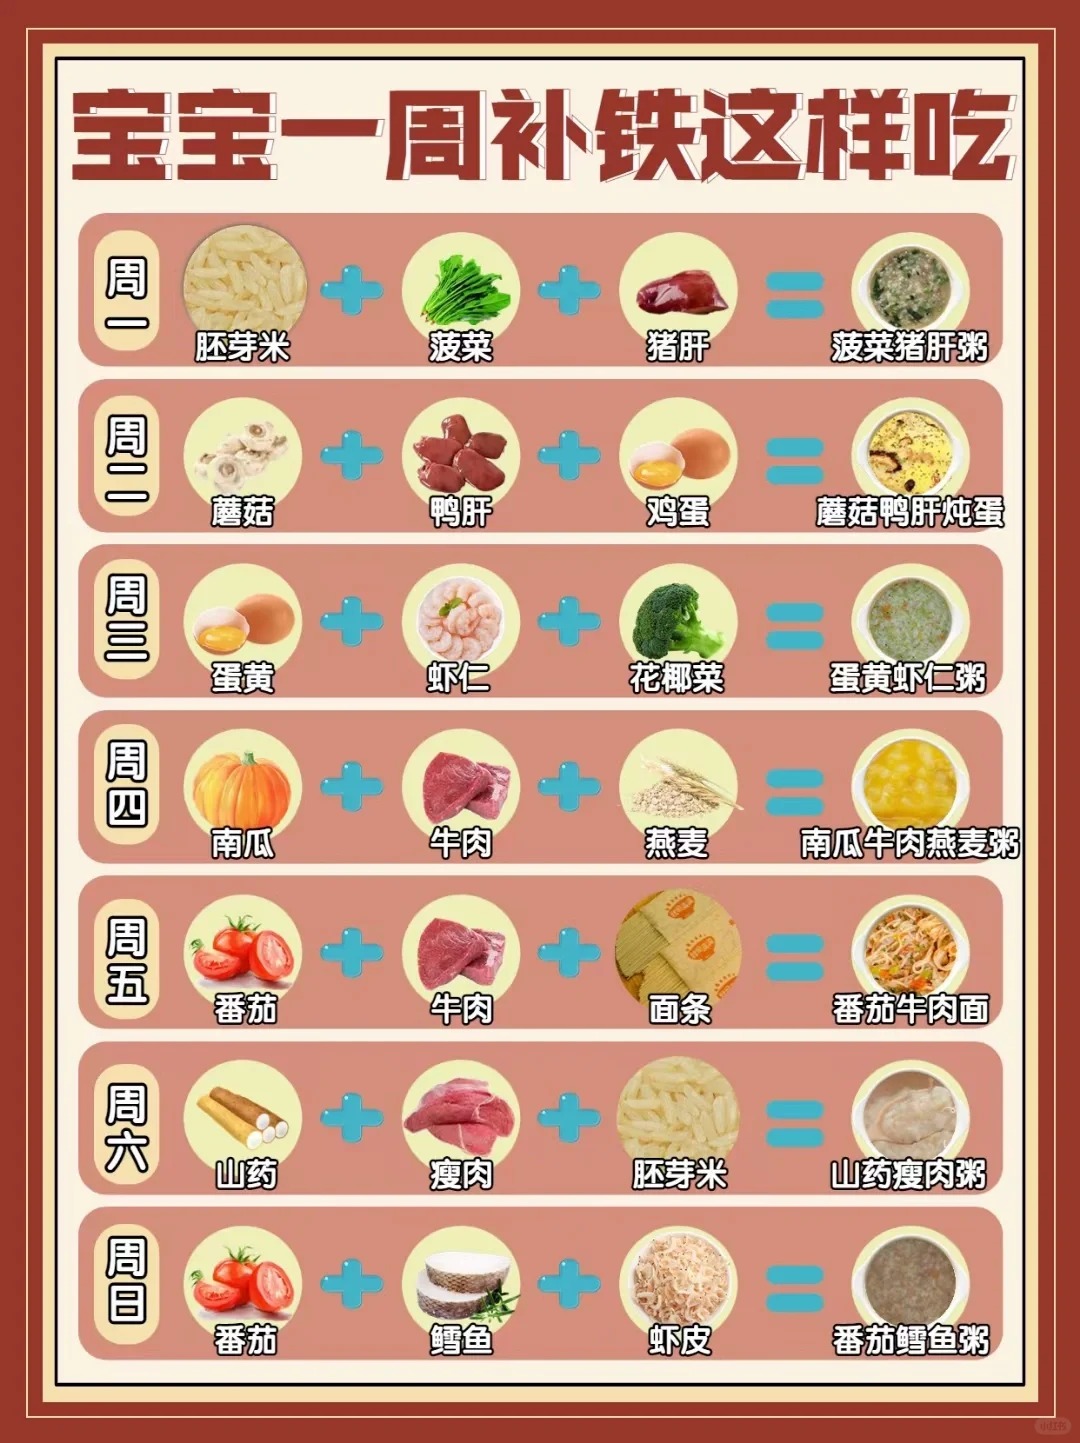 宝宝一周补铁这样吃
周一
胚芽米
菠菜
猪肝
菠菜猪肝粥
周二
蘑菇
鸭肝
鸡蛋
蘑菇鸭肝炖蛋
周三
蛋黄
虾仁
花椰菜
蛋黄虾仁粥
周四
南瓜
牛肉
燕麦
南瓜牛肉燕麦粥
周五
番茄
牛肉
面条
番茄牛肉面
周六
山药
瘦肉
胚芽米
山药瘦肉粥
周日
番茄
鳕鱼
虾皮
番茄鳕鱼粥